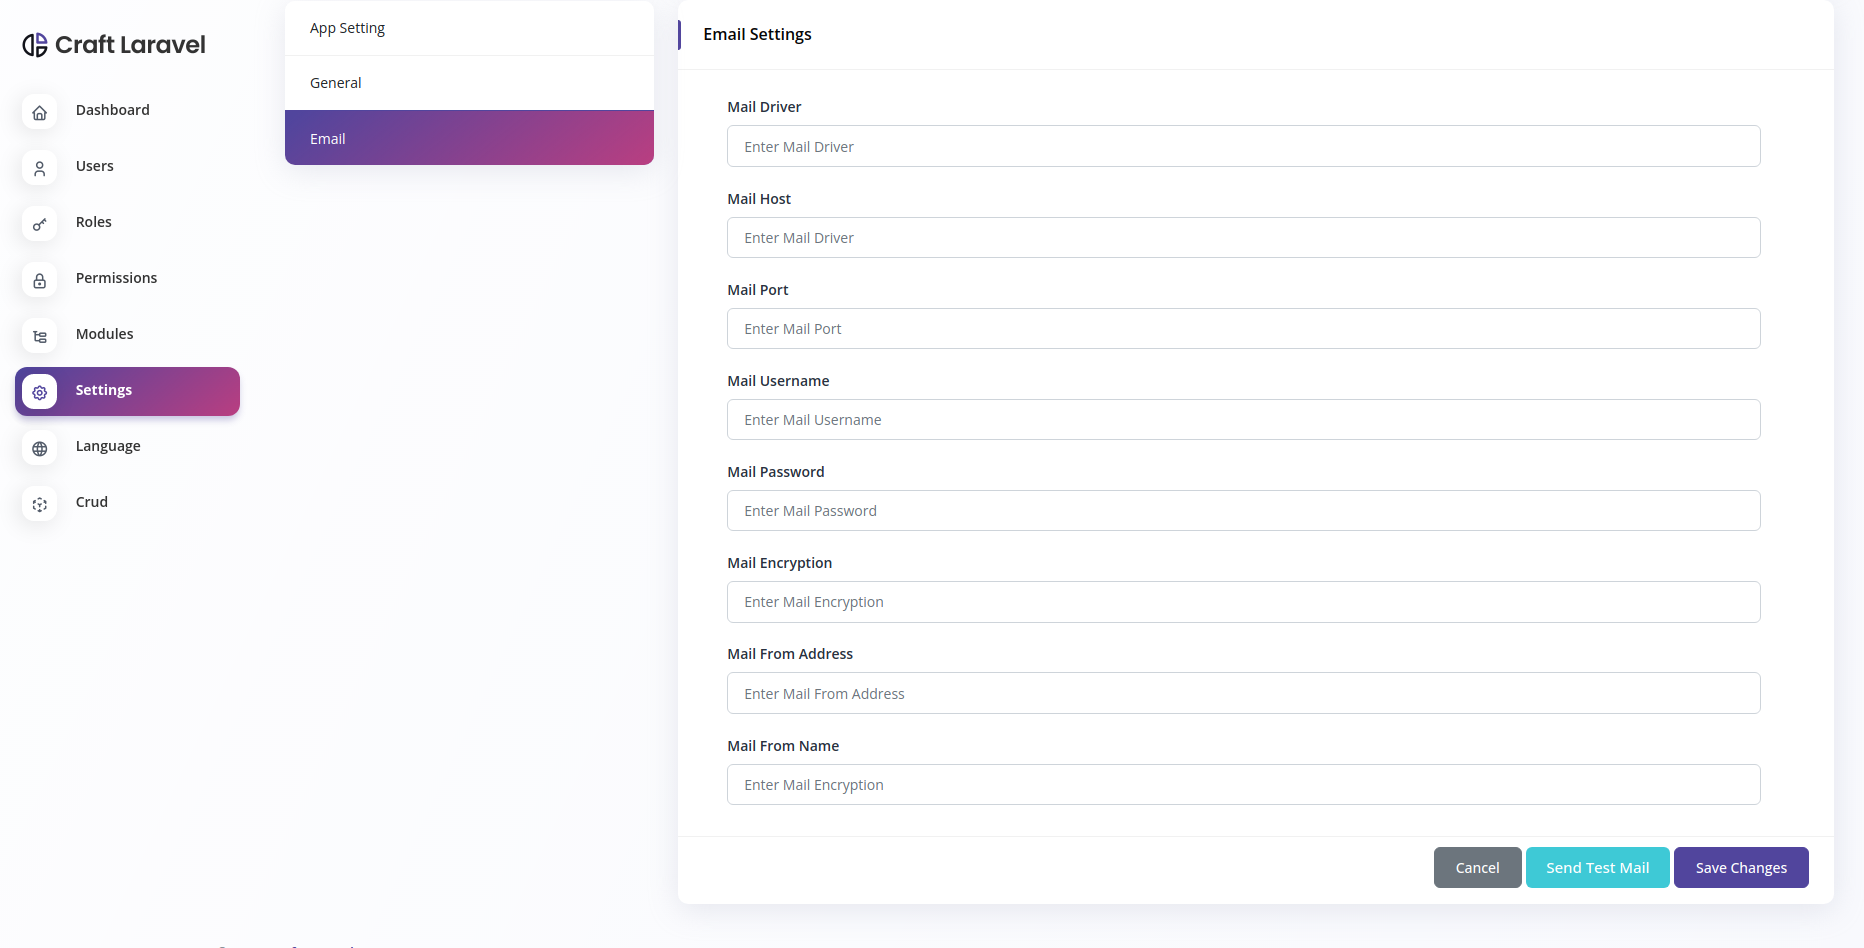 Craft Laravel
Dashboard
Users
Roles
Permissions
Modules
Settings
Language
Crud
App Setting
General
Email
Email Settings
Mail Driver
Enter Mail Driver
Mail Host
Enter Mail Driver
Mail Port
Enter Mail Port
Mail Username
Enter Mail Username
Mail Password
Enter Mail Password
Mail Encryption
Enter Mail Encryption
Mail From Address
Enter Mail From Address
Mail From Name
Enter Mail Encryption
Cancel
Send Test Mail
Save Changes